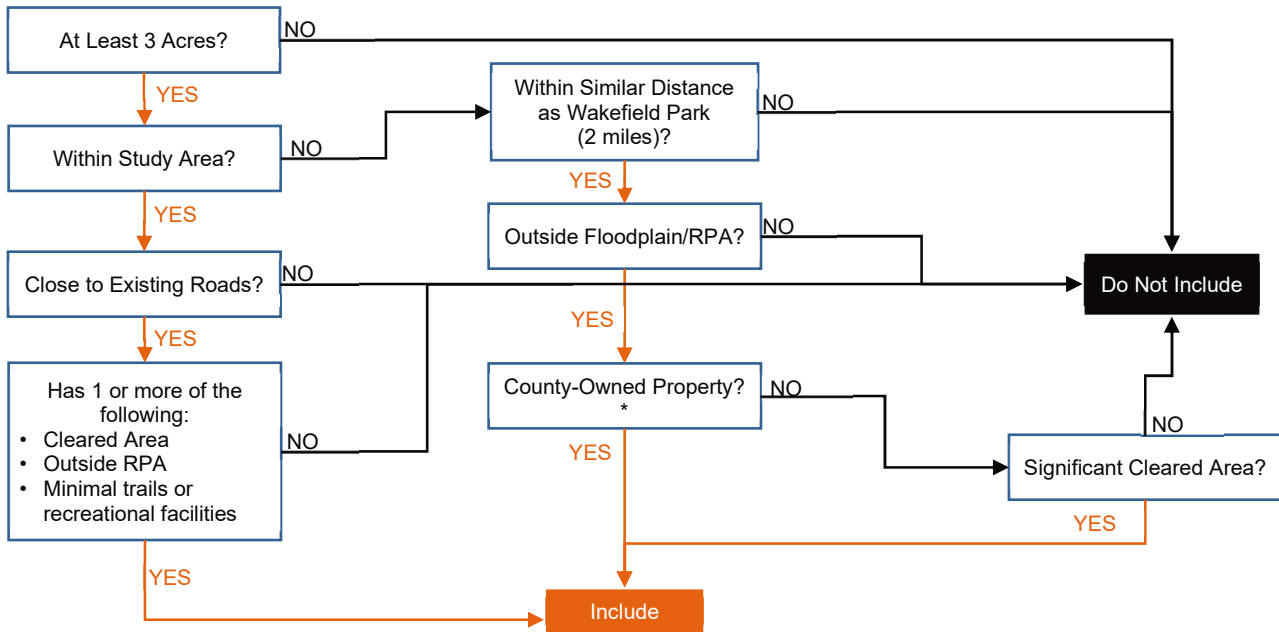 At Least 3 Acres?
NO
YES
Within Similar Distance
as Wakefield Park
(2 miles)?
NO
Within Study Area?
NO
YES
YES
Outside Floodplain/RPA?
NO
Close to Existing Roads?
NO
Do Not Include
YES
YES
Has 1 or more of the
following:
• Cleared Area
• Outside RPA
• Minimal trails or
recreational facilities
NO
County-Owned Property?
*
NO
YES
NO
Significant Cleared Area?
YES
YES
Include